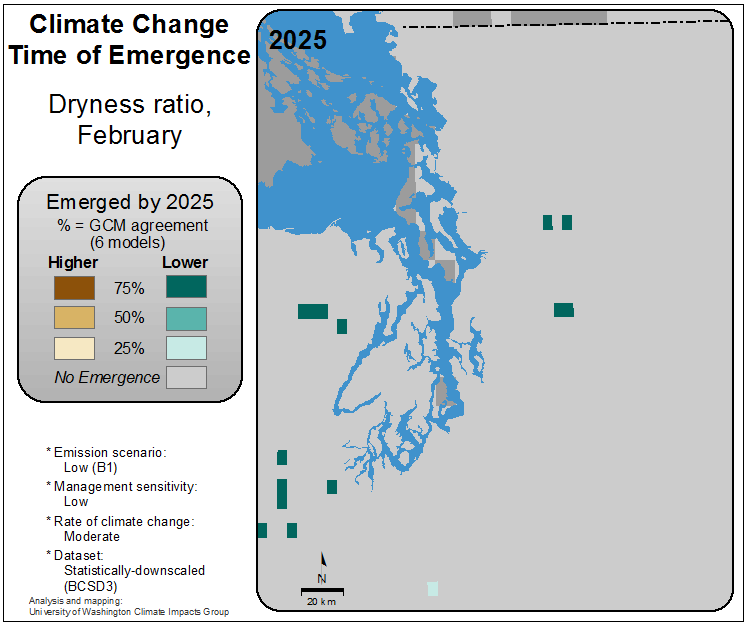 Climate Change
Time of Emergence
Dryness ratio,
February
Emerged by 2025
% = GCM agreement
(6 models)
Higher Lower
75%
50%
25%
No Emergence
* Emission scenario:
Low (B1)
* Management sensitivity:
Low
* Rate of climate change:
Moderate
* Dataset:
Statistically-downscaled
(BCSD3)
Analysis and mapping:
University of Washington Climate Impacts Group
2025
N
20 km